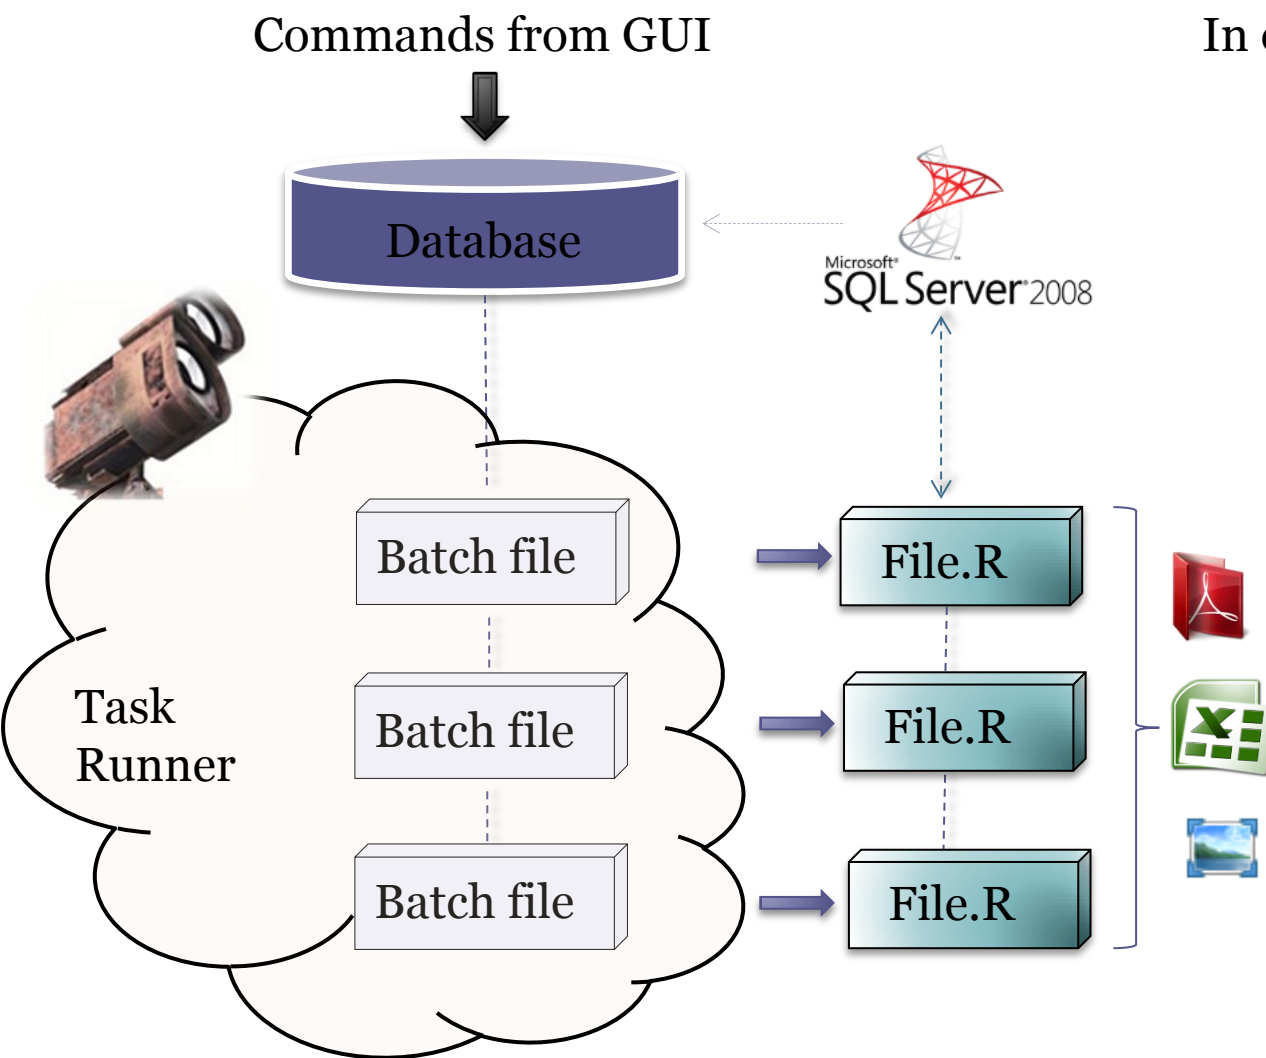 Commands from GUI
In
Database
Microsoft®
SQL Server® 2008
Batch file
File.R
Task
Runner
Batch file
File.R
Batch file
File.R